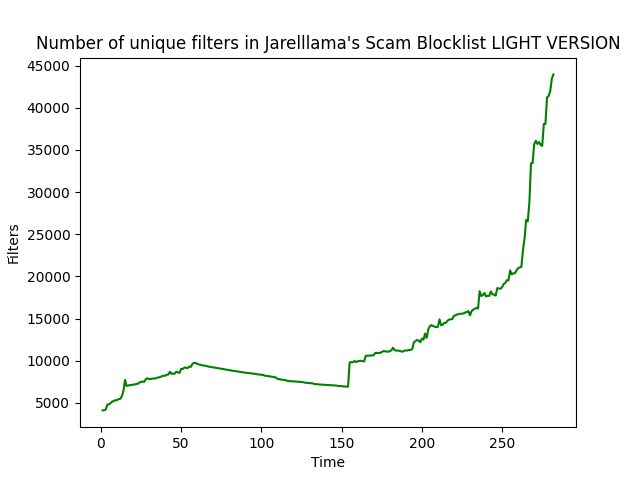 Number of unique filters in Jarelllama's Scam Blocklist LIGHT VERSION
45000
40000
35000
30000
25000
20000
15000
10000
5000
Filters
0 50 100 150 200 250
Time